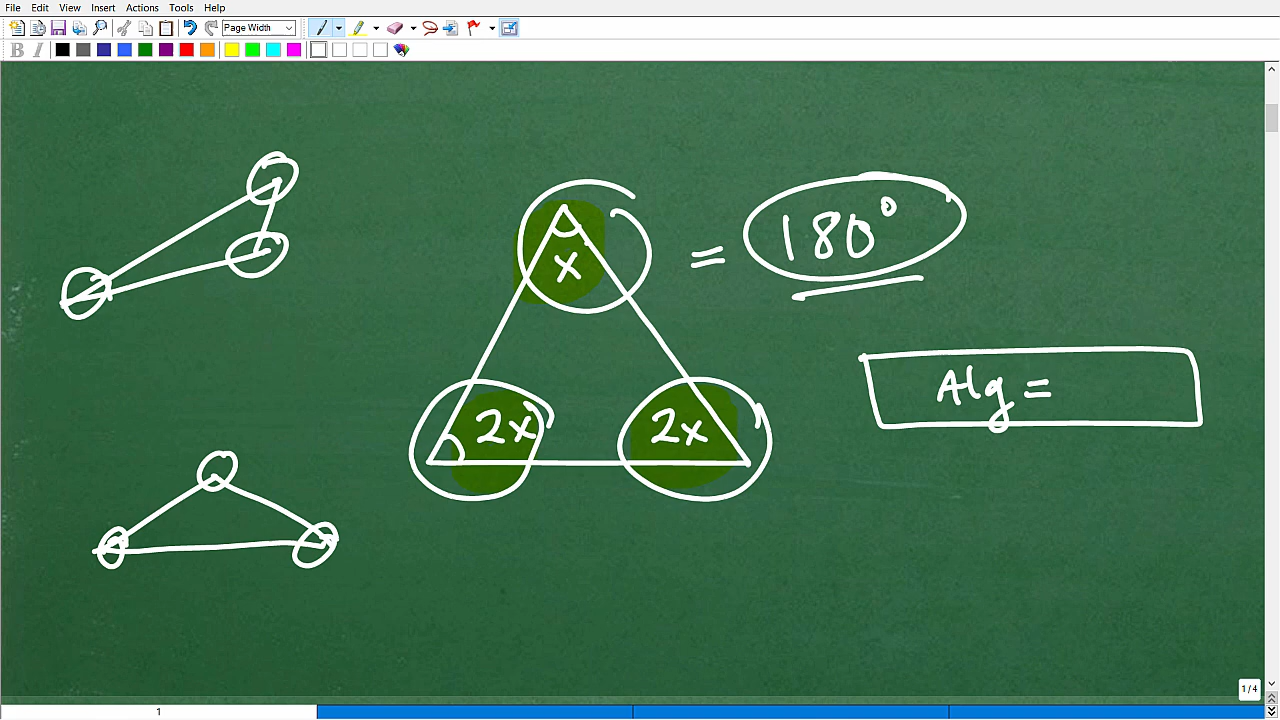 File Edit View Insert Actions Tools Help
Page Width
B I
x
= 180°
2x 2x
Alg =
1/4
1